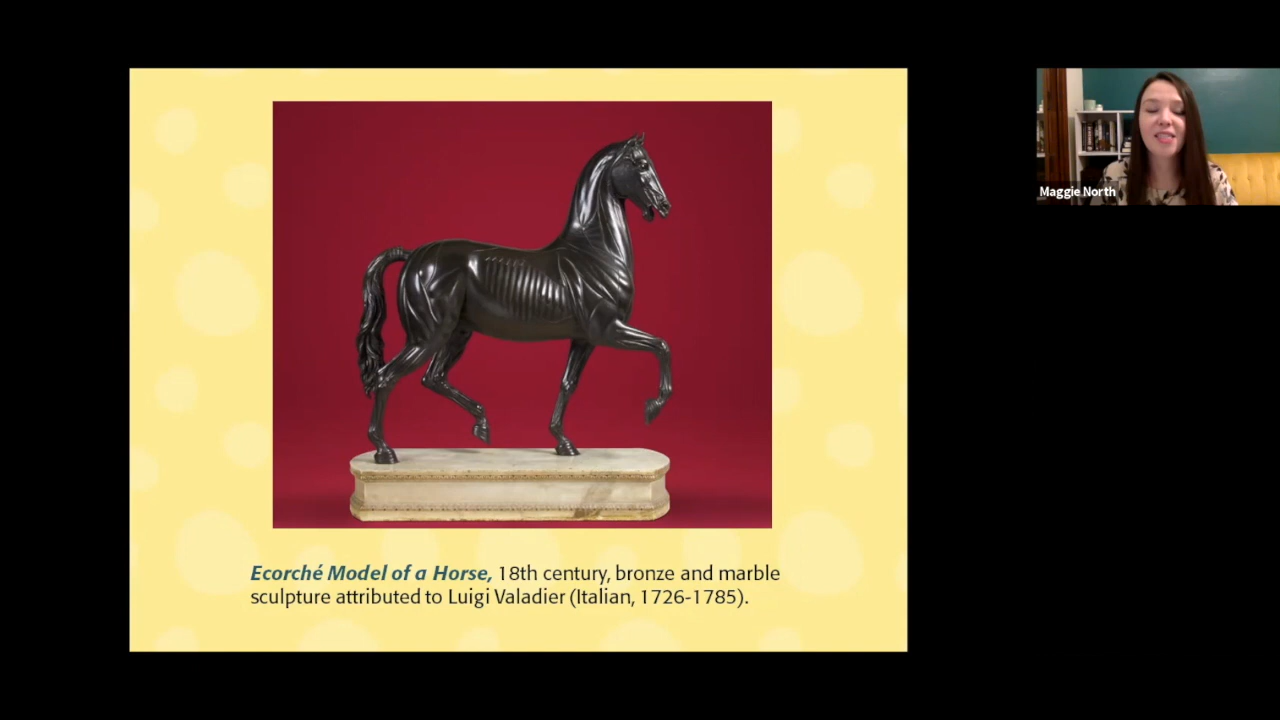 Maggie North
Ecorché Model of a Horse, 18th century, bronze and marble
sculpture attributed to Luigi Valadier (Italian, 1726-1785).